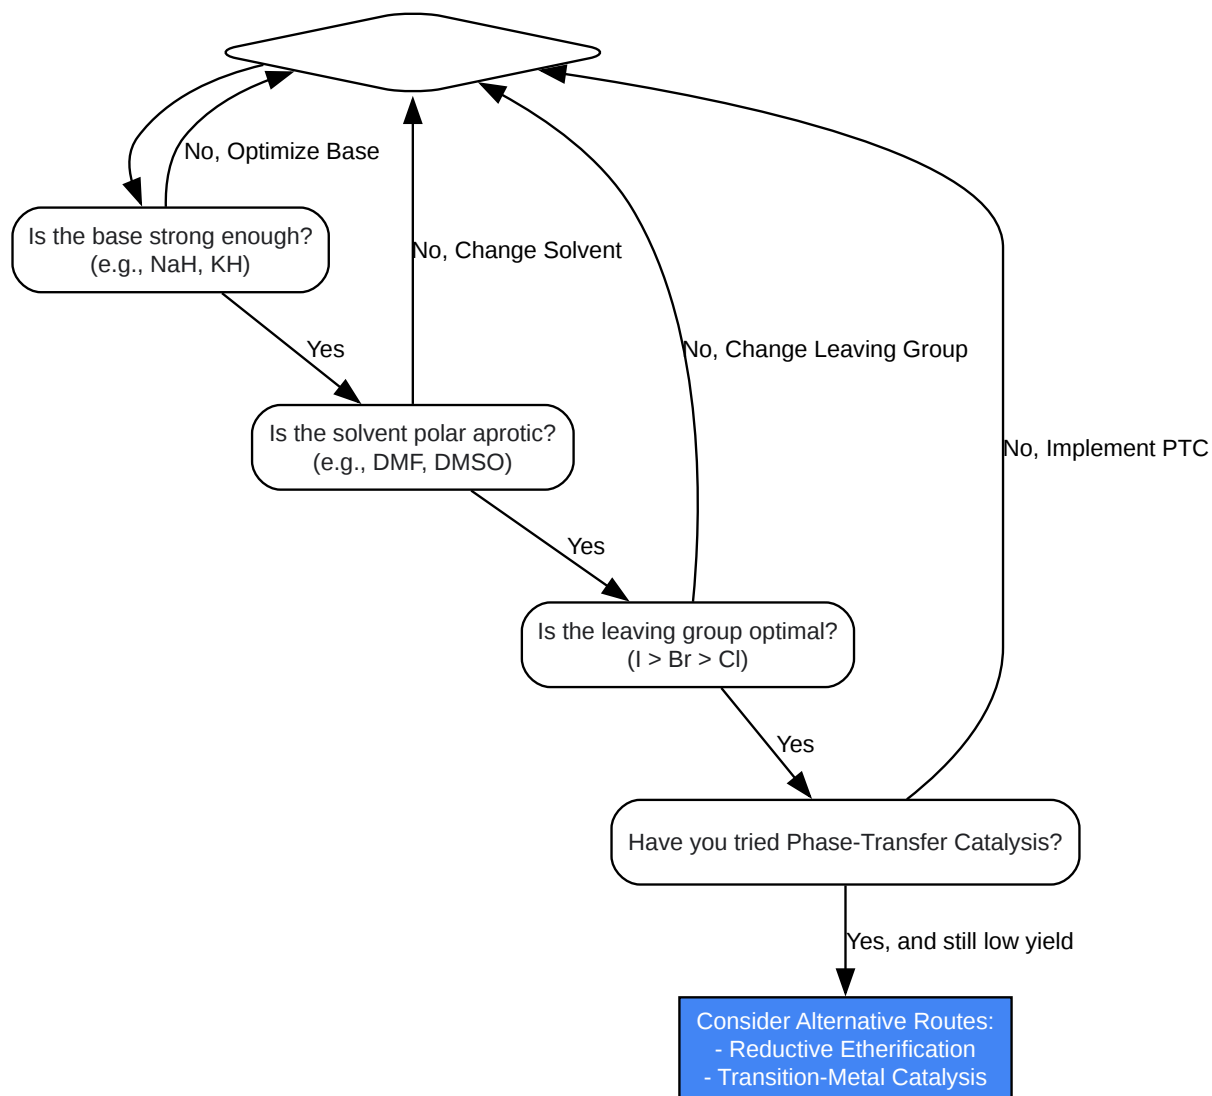 No, Optimize Base
Is the base strong enough?
(e.g., NaH, KH)
No, Change Solvent
Yes
No, Change Leaving Group
Is the solvent polar aprotic?
(e.g., DMF, DMSO)
No, Implement PTC
Yes
Is the leaving group optimal?
(I > Br > Cl)
Yes
Have you tried Phase-Transfer Catalysis?
Yes, and still low yield
Consider Alternative Routes:
- Reductive Etherification
- Transition-Metal Catalysis